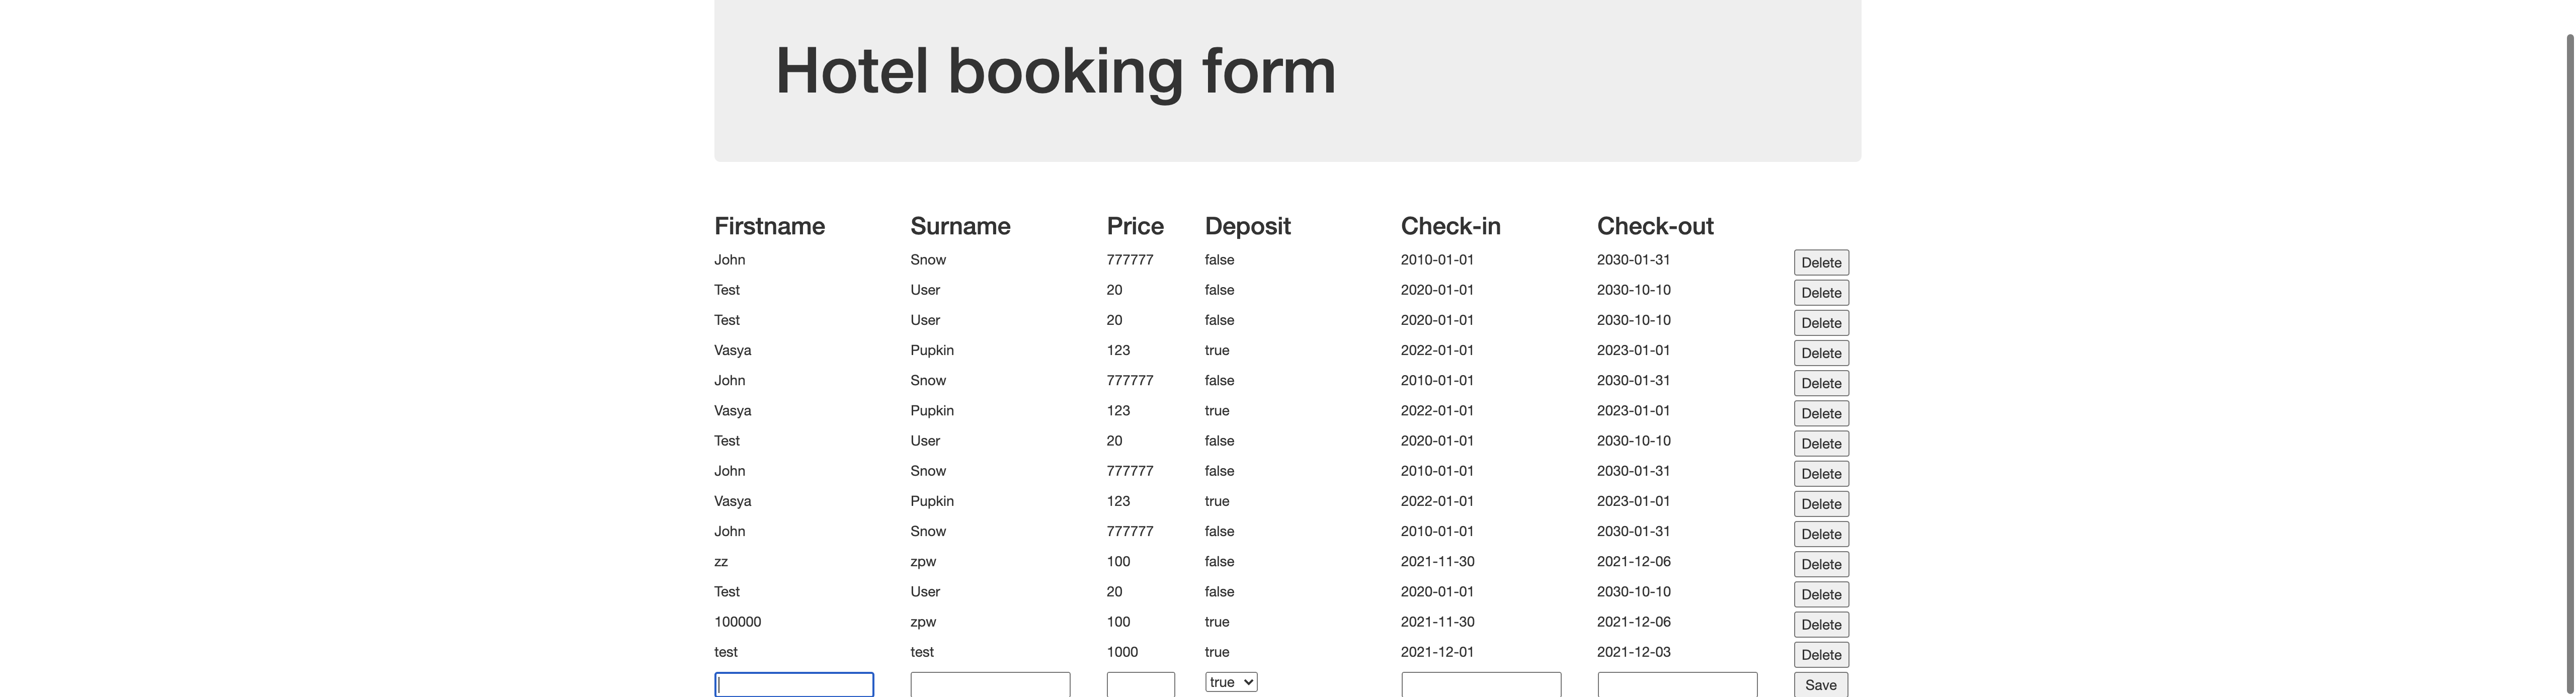 Hotel booking form
Firstname Surname Price Deposit Check-in Check-out
John Snow 777777 false 2010-01-01 2030-01-31 Delete
Test User 20 false 2020-01-01 2030-10-10 Delete
Test User 20 false 2020-01-01 2030-10-10 Delete
Vasya Pupkin 123 true 2022-01-01 2023-01-01 Delete
John Snow 777777 false 2010-01-01 2030-01-31 Delete
Vasya Pupkin 123 true 2022-01-01 2023-01-01 Delete
Test User 20 false 2020-01-01 2030-10-10 Delete
John Snow 777777 false 2010-01-01 2030-01-31 Delete
Vasya Pupkin 123 true 2022-01-01 2023-01-01 Delete
John Snow 777777 false 2010-01-01 2030-01-31 Delete
zz zpw 100 false 2021-11-30 2021-12-06 Delete
Test User 20 false 2020-01-01 2030-10-10 Delete
100000 zpw 100 true 2021-11-30 2021-12-06 Delete
test test 1000 true 2021-12-01 2021-12-03 Delete
true Save